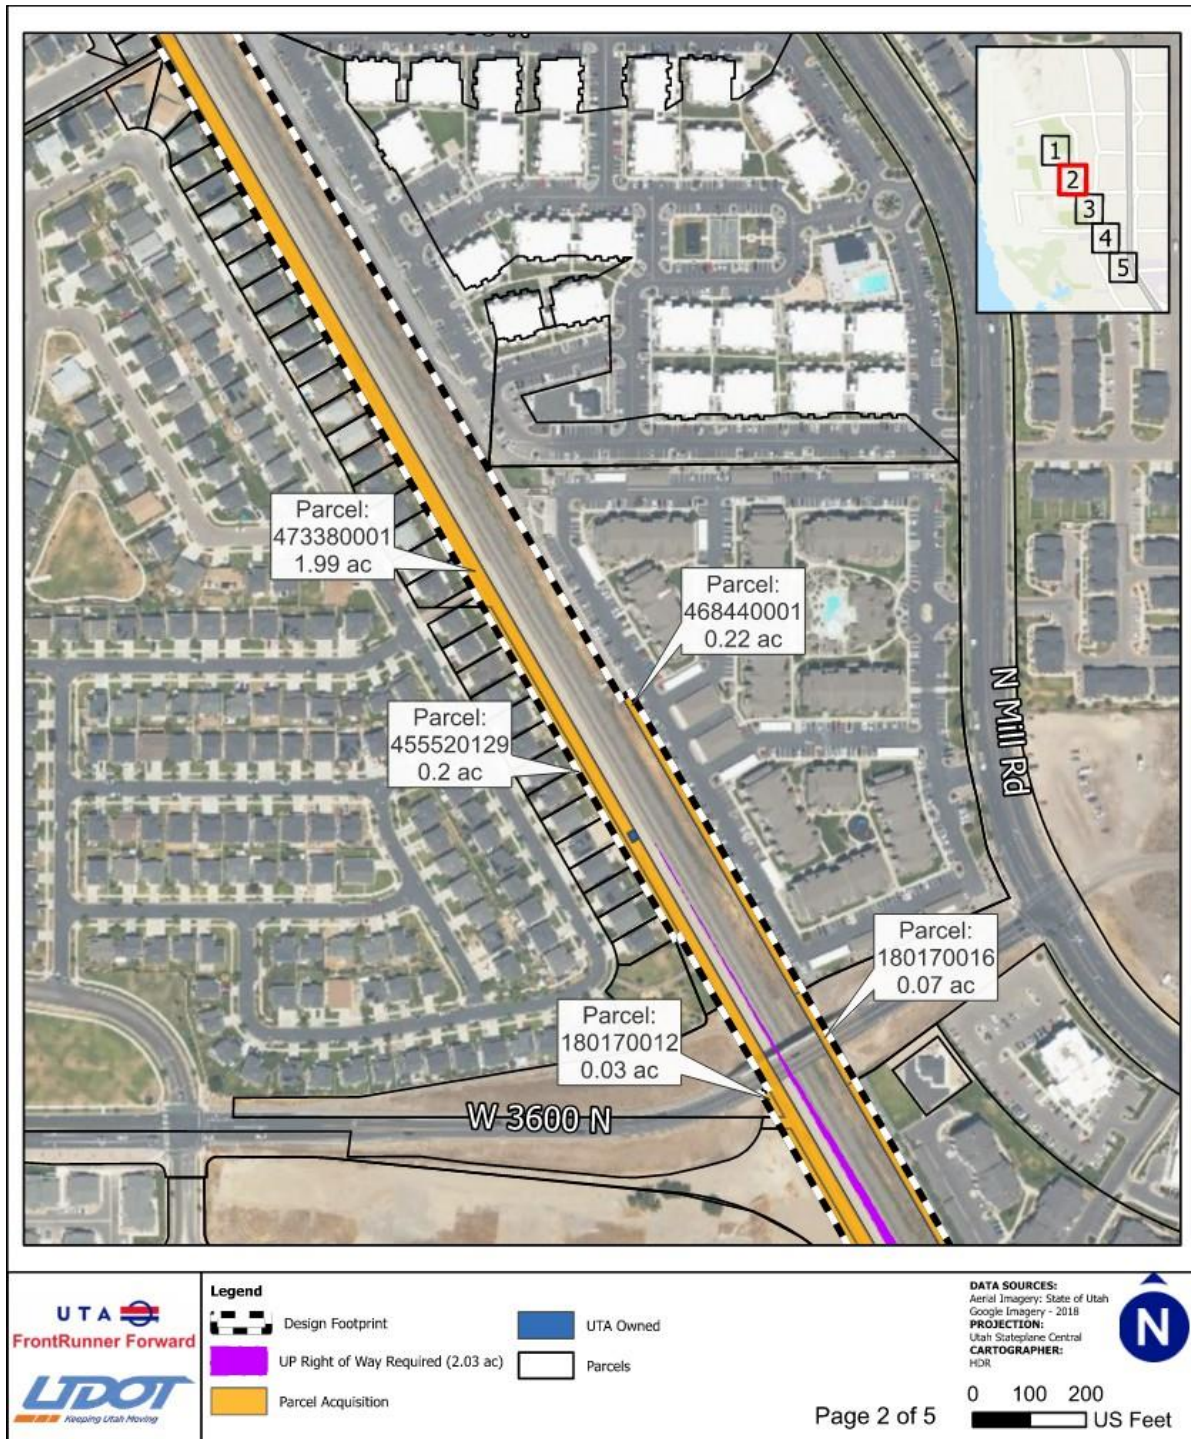 1
2
3
4
5
Parcel:
473380001
1.99 ac
Parcel:
468440001
0.22 ac
N Mill Rd
Parcel:
455520129
0.2 ac
Parcel:
180170016
0.07 ac
Parcel:
180170012
0.03 ac
W 3600 N
UTA
FrontRunner Forward
UDOT
Keeping Utah Moving
Legend
Design Footprint
UP Right of Way Required (2.03 ac)
Parcel Acquisition
UTA Owned
Parcels
DATA SOURCES:
Aerial Imagery: State of Utah
Google Imagery - 2018
PROJECTION:
Utah Stateplane Central
CARTOGRAPHER:
HDR
N
Page 2 of 5
0 100 200
US Feet